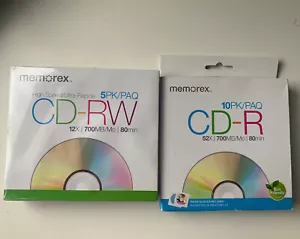 memorex
High Speed/Ultra Rapide
5PK/PAQ
CD-RW
12X | 700MB/Mo | 80min
memorex
10PK/PAQ
CD-R
52X | 700MB/Mo | 80min